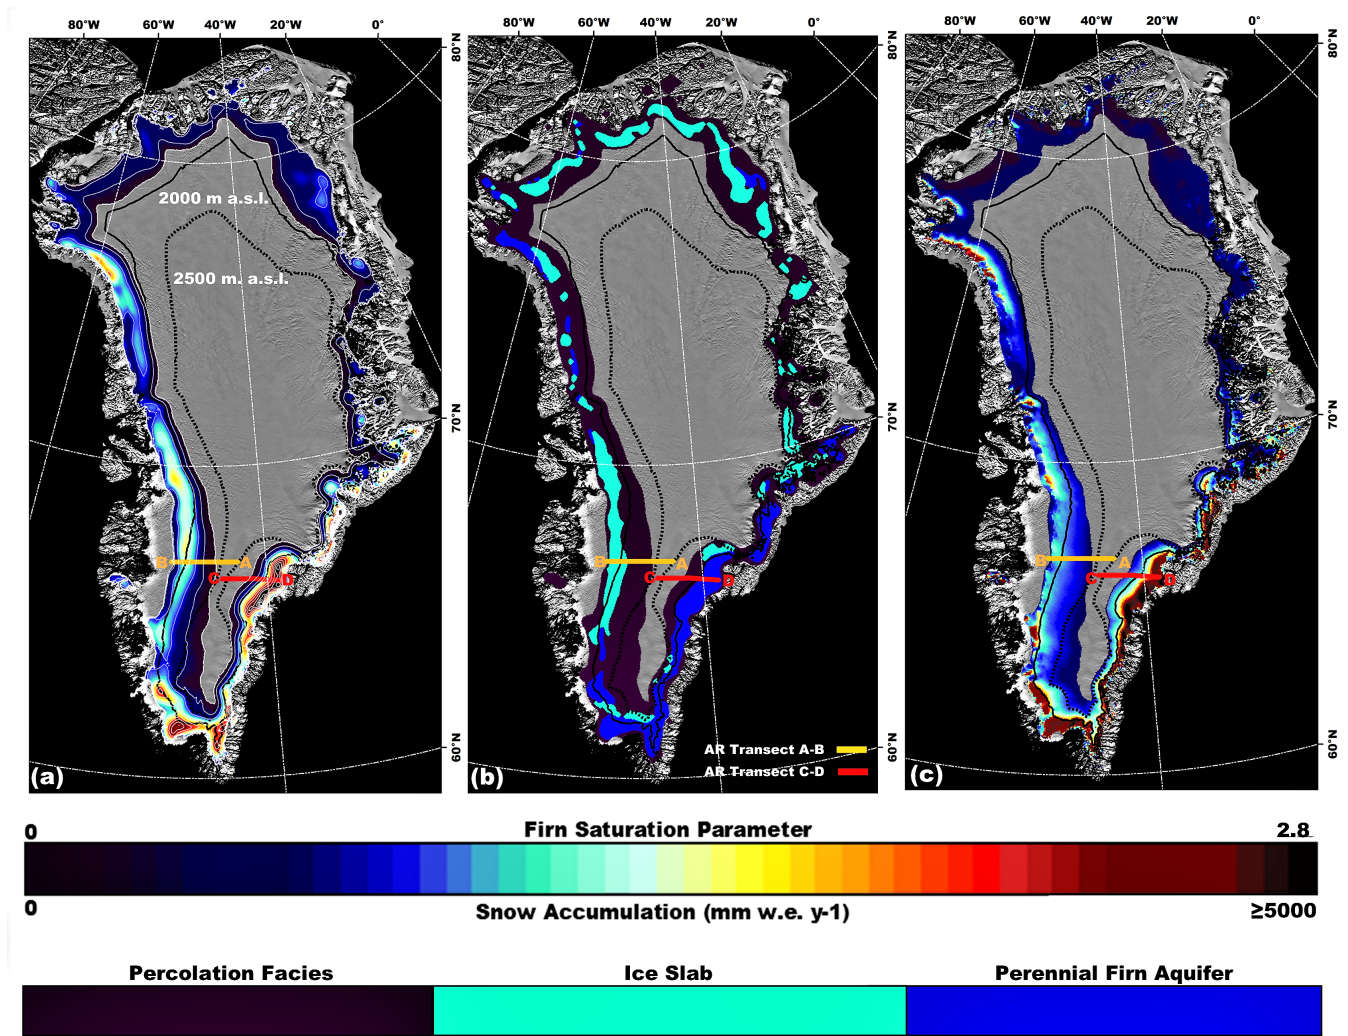 80°W 60°W 40°W 20°W 0°
80°W 60°W 40°W 20°W 0°
80°W 60°W 40°W 20°W 0°
80°N
80°N
80°N
2000 m a.s.l.
2500 m. a.s.l.
70°N
70°N
70°N
B A
C D
B A
C D
B A
C D
60°N
60°N
60°N
AR Transect A-B
AR Transect C-D
(a)
(b)
(c)
0 Firn Saturation Parameter 2.8
0 Snow Accumulation (mm w.e. y-1) ≥5000
Percolation Facies Ice Slab Perennial Firn Aquifer